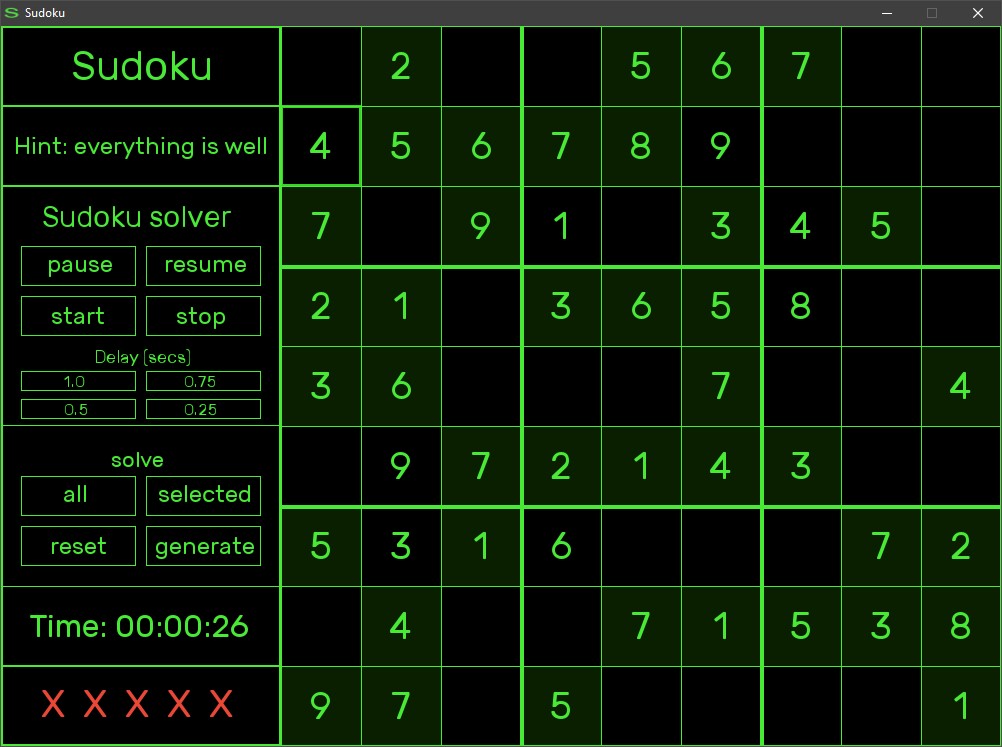 Sudoku
Sudoku
Hint: everything is well
Sudoku solver
pause resume
start stop
Delay (secs)
1.0 0.75
0.5 0.25
solve
all selected
reset generate
Time: 00:00:26
X X X X X
2 5 6 7
4 5 6 7 8 9
7 9 1 3 4 5
2 1 3 6 5 8
3 6 7 4
9 7 2 1 4 3
5 3 1 6 7 2
4 7 1 5 3 8
9 7 5 1